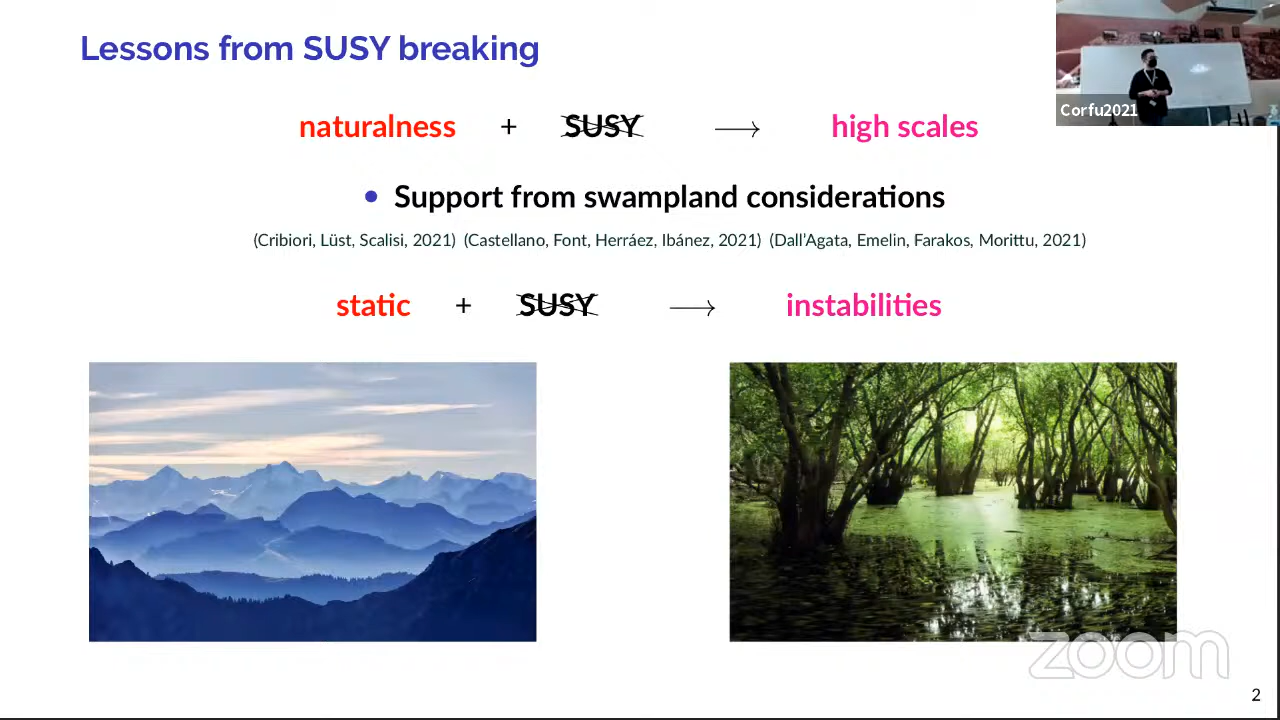 Lessons from SUSY breaking
Corfu2021
naturalness + SUSY ⟶ high scales
• Support from swampland considerations
(Cribiori, Lüst, Scalisi, 2021) (Castellano, Font, Herráez, Ibánez, 2021) (Dall'Agata, Emelin, Farakos, Morittu, 2021)
static + SUSY ⟶ instabilities
zoom
2